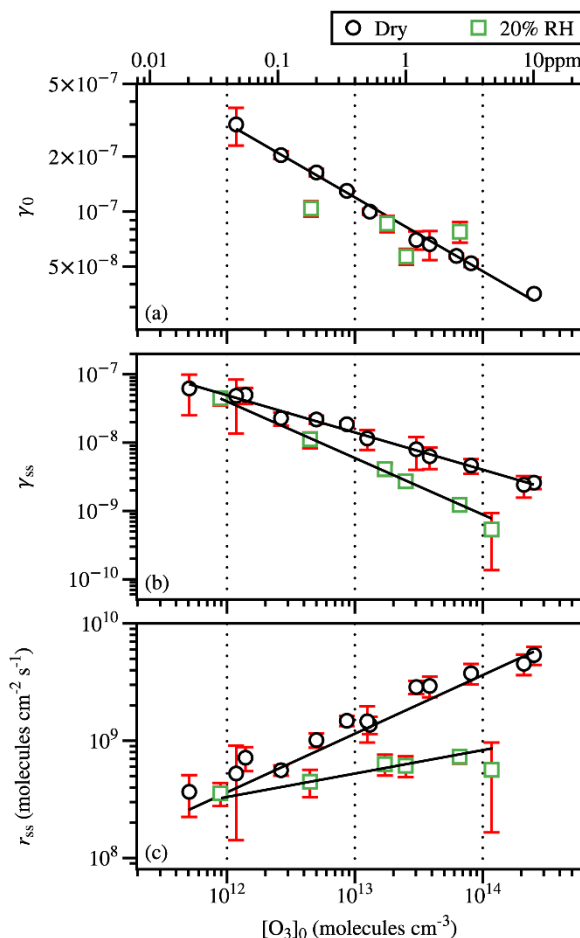 Dry 20% RH
0.01 0.1 1 10ppm
5×10⁻⁷
2×10⁻⁷
10⁻⁷
5×10⁻⁸
γ₀
(a)
10⁻⁷
10⁻⁸
10⁻⁹
10⁻¹⁰
γss
(b)
10¹⁰
10⁹
10⁸
rss (molecules cm⁻² s⁻¹)
(c)
10¹² 10¹³ 10¹⁴
[O₃]₀ (molecules cm⁻³)